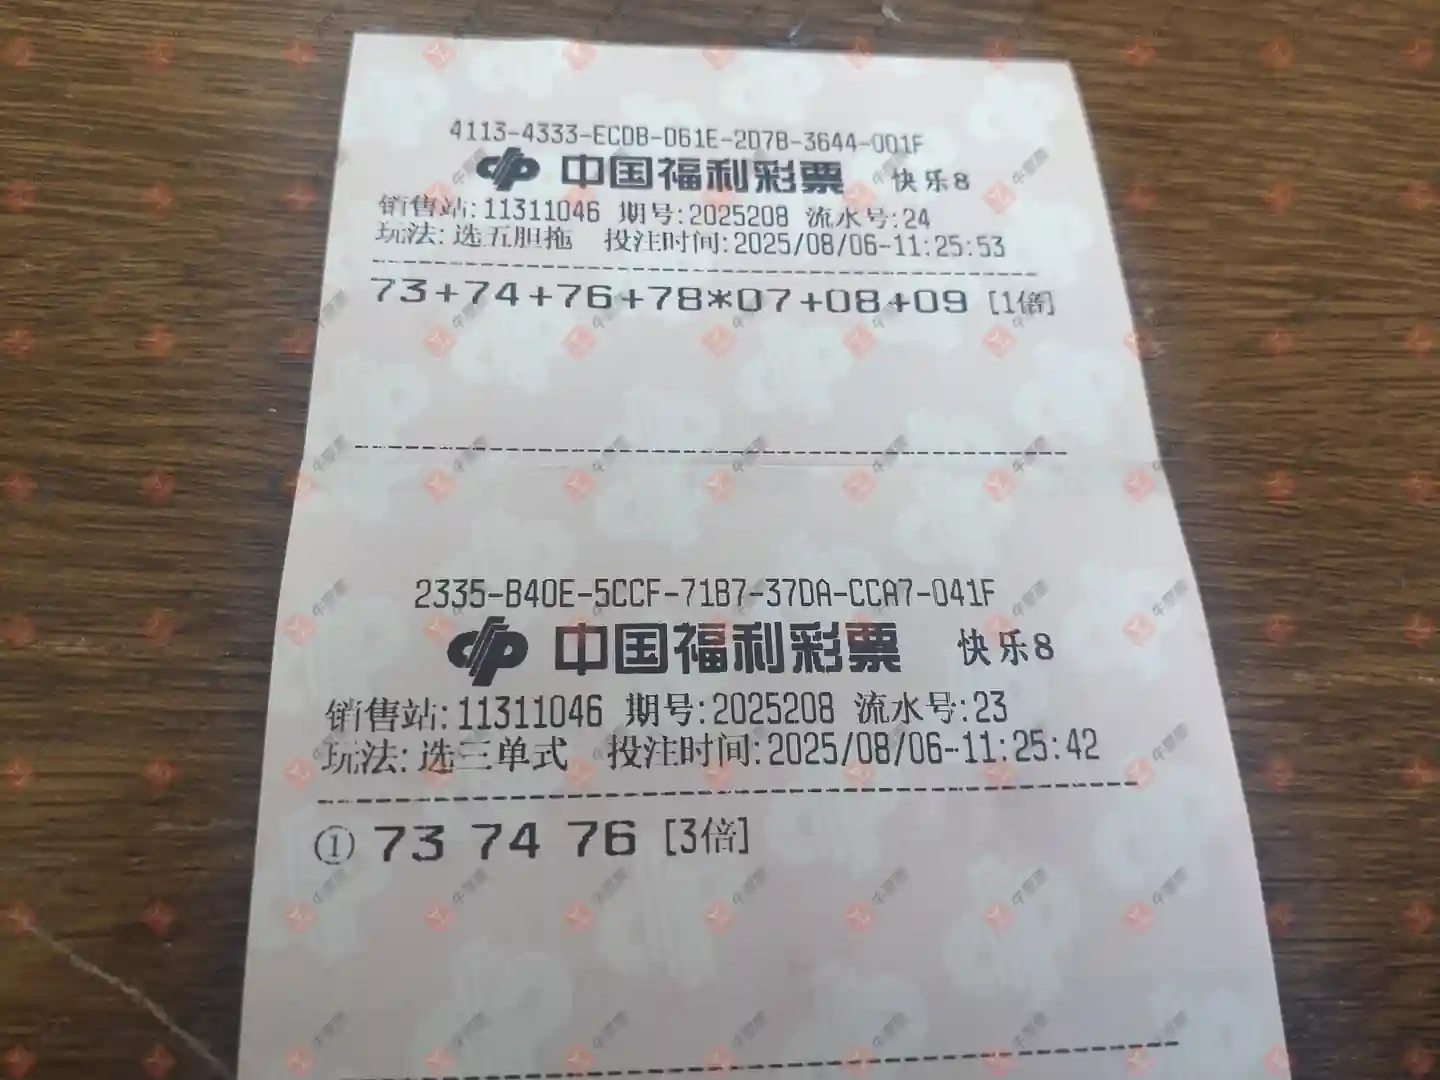 4113-4333-ECDB-D61E-2D7B-3644-001F
中国福利彩票 快乐8
销售站:11311046 期号:2025208 流水号:24
玩法: 选五胆拖 投注时间:2025/08/06-11:25:53
73+74+76+78*07+08+09 [1倍]
2335-B40E-5CCF-71B7-37DA-CCA7-041F
中国福利彩票 快乐8
销售站:11311046 期号:2025208 流水号:23
玩法: 选三单式 投注时间:2025/08/06-11:25:42
① 73 74 76 [3倍]